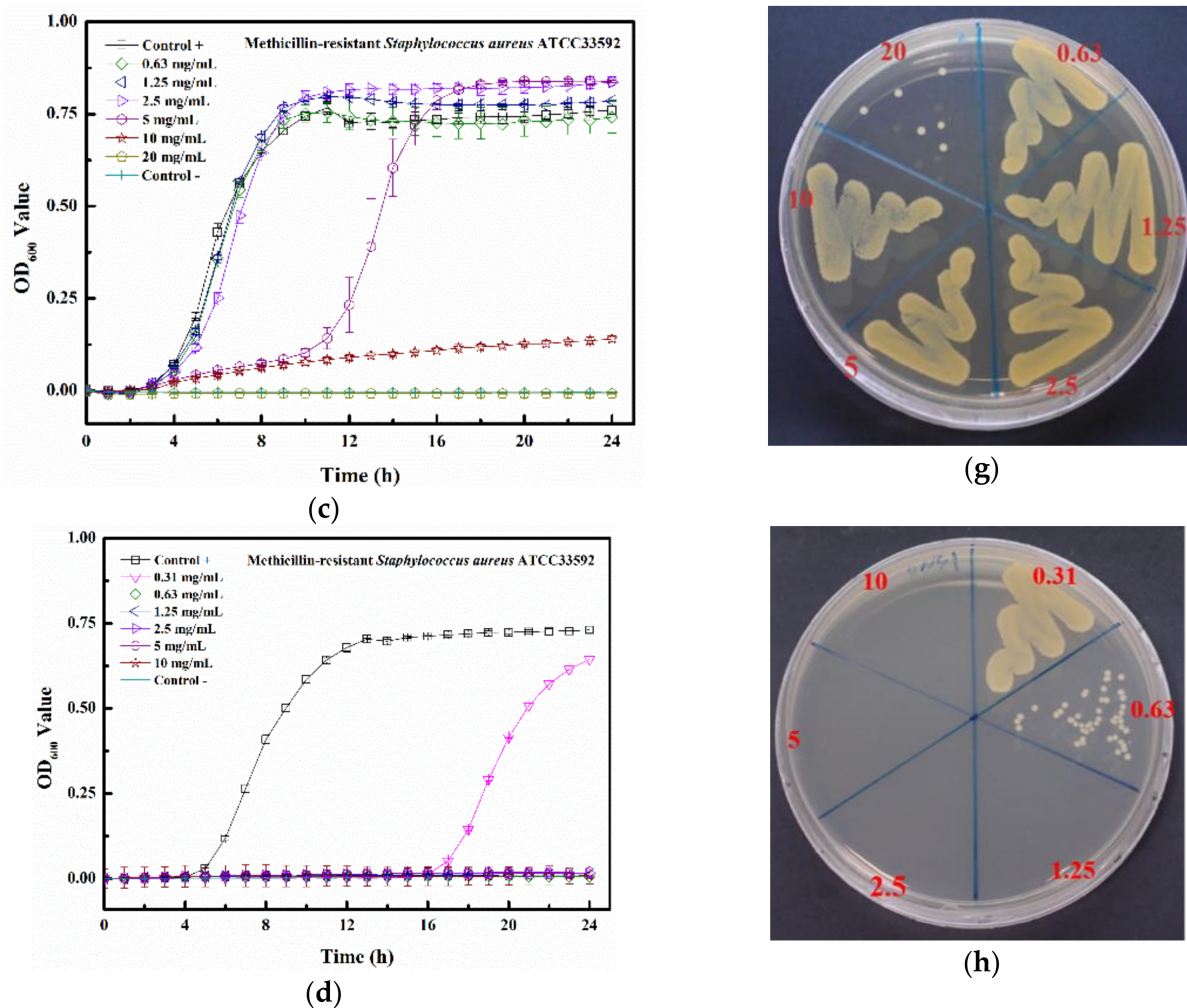 1.00
0.75
0.50
0.25
0.00
OD600 Value
Methicillin-resistant Staphylococcus aureus ATCC33592
Control +
0.63 mg/mL
1.25 mg/mL
2.5 mg/mL
5 mg/mL
10 mg/mL
20 mg/mL
Control -
0 4 8 12 16 20 24
Time (h)
(c)
20
0.63
10
1.25
5
2.5
(g)
1.00
0.75
0.50
0.25
0.00
OD600 Value
Methicillin-resistant Staphylococcus aureus ATCC33592
Control +
0.31 mg/mL
0.63 mg/mL
1.25 mg/mL
2.5 mg/mL
5 mg/mL
10 mg/mL
Control -
0 4 8 12 16 20 24
Time (h)
(d)
10
0.31
0.63
5
2.5
1.25
(h)